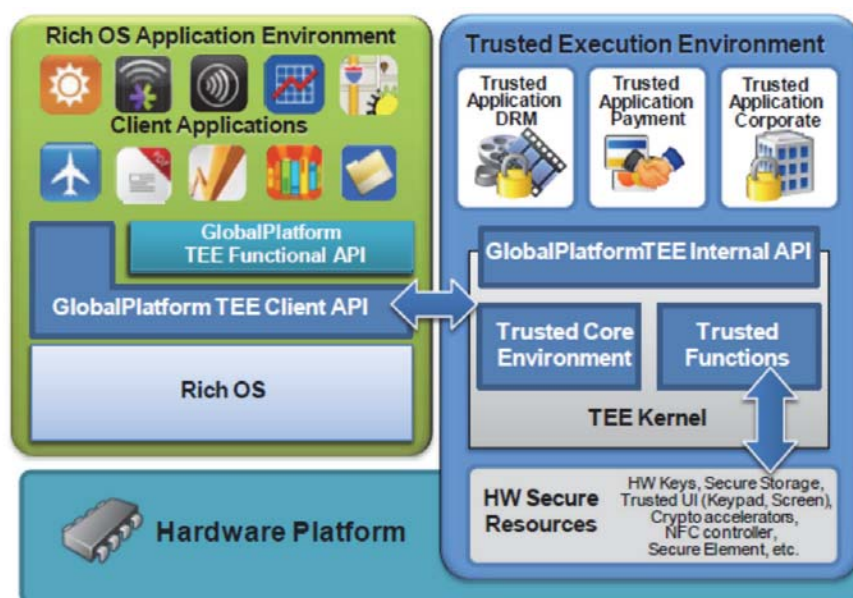 Rich OS Application Environment
Client Applications
GlobalPlatform
TEE Functional API
GlobalPlatform TEE Client API
Rich OS
Hardware Platform
Trusted Execution Environment
Trusted
Application
DRM
Trusted
Application
Payment
Trusted
Application
Corporate
GlobalPlatformTEE Internal API
Trusted Core
Environment
Trusted
Functions
TEE Kernel
HW Secure
Resources
HW Keys, Secure Storage,
Trusted UI (Keypad, Screen),
Crypto accelerators,
NFC controller,
Secure Element, etc.